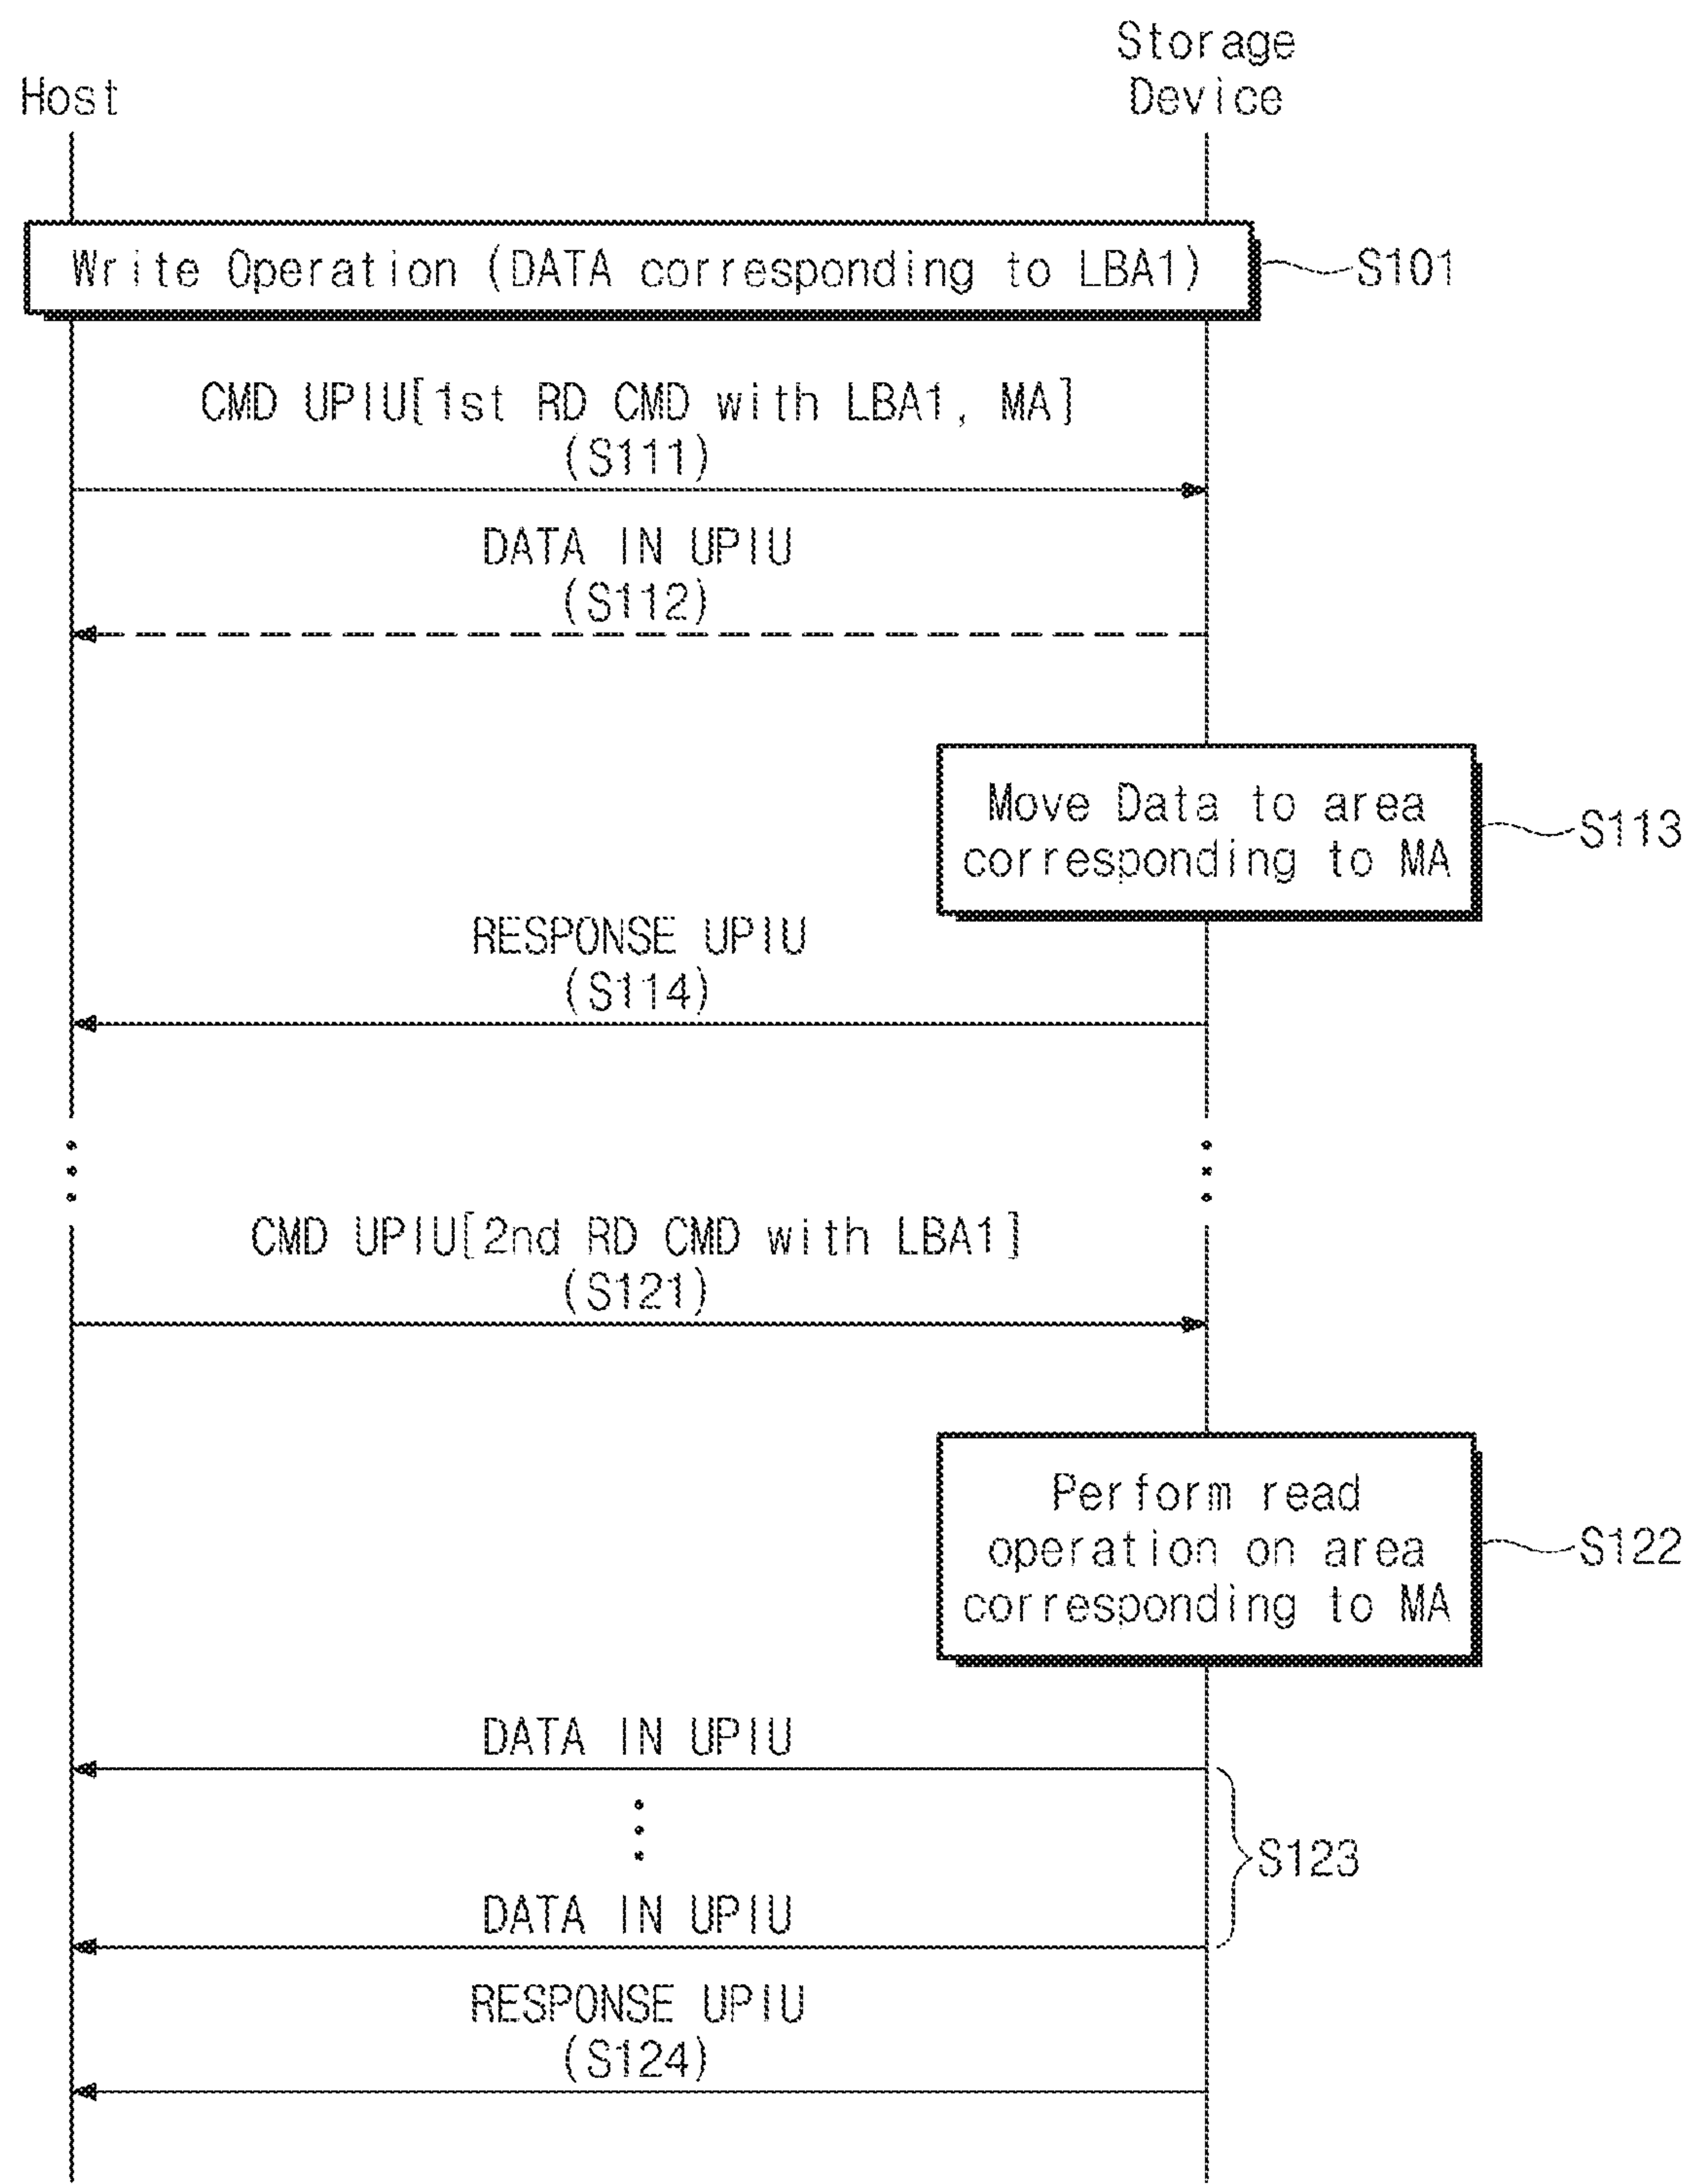 Host
Storage
Device
Write Operation (DATA corresponding to LBA1)
S101
CMD UPIU[1st RD CMD with LBA1, MA]
(S111)
DATA IN UPIU
(S112)
Move Data to area
corresponding to MA
S113
RESPONSE UPIU
(S114)
CMD UPIU[2nd RD CMD with LBA1]
(S121)
Perform read
operation on area
corresponding to MA
S122
DATA IN UPIU
S123
DATA IN UPIU
RESPONSE UPIU
(S124)